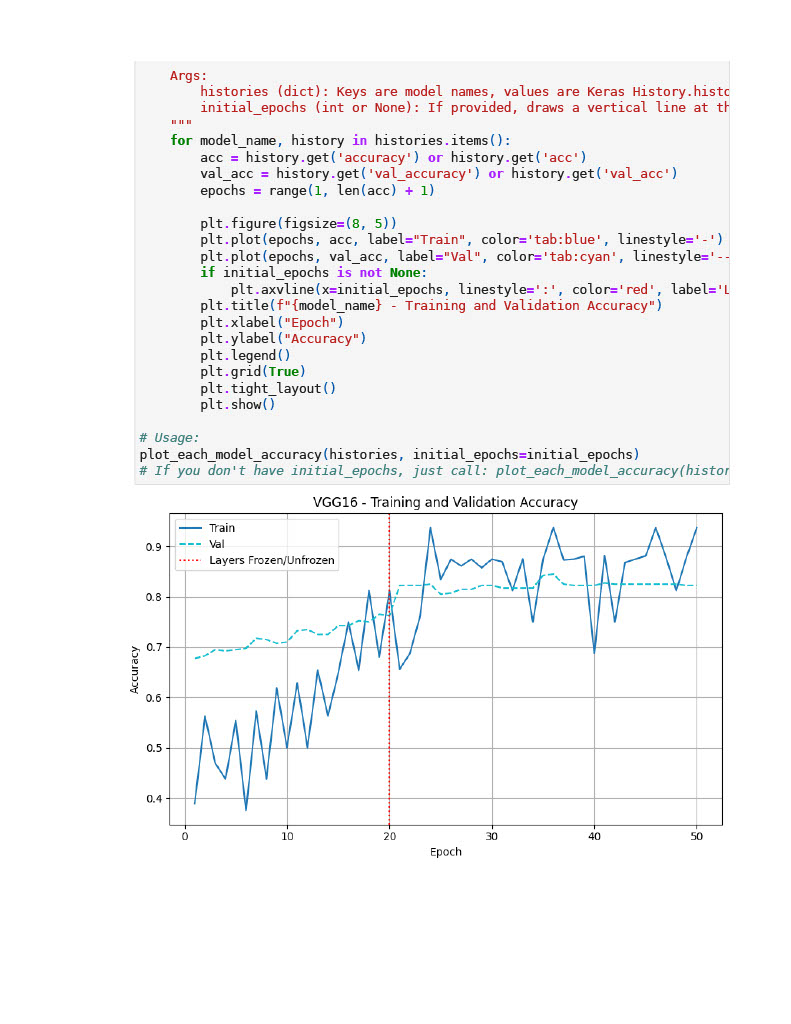 Args:
histories (dict): Keys are model names, values are Keras History.histo
initial_epochs (int or None): If provided, draws a vertical line at th
"""
for model_name, history in histories.items():
acc = history.get('accuracy') or history.get('acc')
val_acc = history.get('val_accuracy') or history.get('val_acc')
epochs = range(1, len(acc) + 1)
plt.figure(figsize=(8, 5))
plt.plot(epochs, acc, label="Train", color='tab:blue', linestyle='-')
plt.plot(epochs, val_acc, label="Val", color='tab:cyan', linestyle='--
if initial_epochs is not None:
plt.axvline(x=initial_epochs, linestyle=':', color='red', label='L
plt.title(f"{model_name} - Training and Validation Accuracy")
plt.xlabel("Epoch")
plt.ylabel("Accuracy")
plt.legend()
plt.grid(True)
plt.tight_layout()
plt.show()
# Usage:
plot_each_model_accuracy(histories, initial_epochs=initial_epochs)
# If you don't have initial_epochs, just call: plot_each_model_accuracy(histor
VGG16 - Training and Validation Accuracy
Train
Val
Layers Frozen/Unfrozen
0.9
0.8
0.7
0.6
0.5
0.4
Accuracy
0 10 20 30 40 50
Epoch